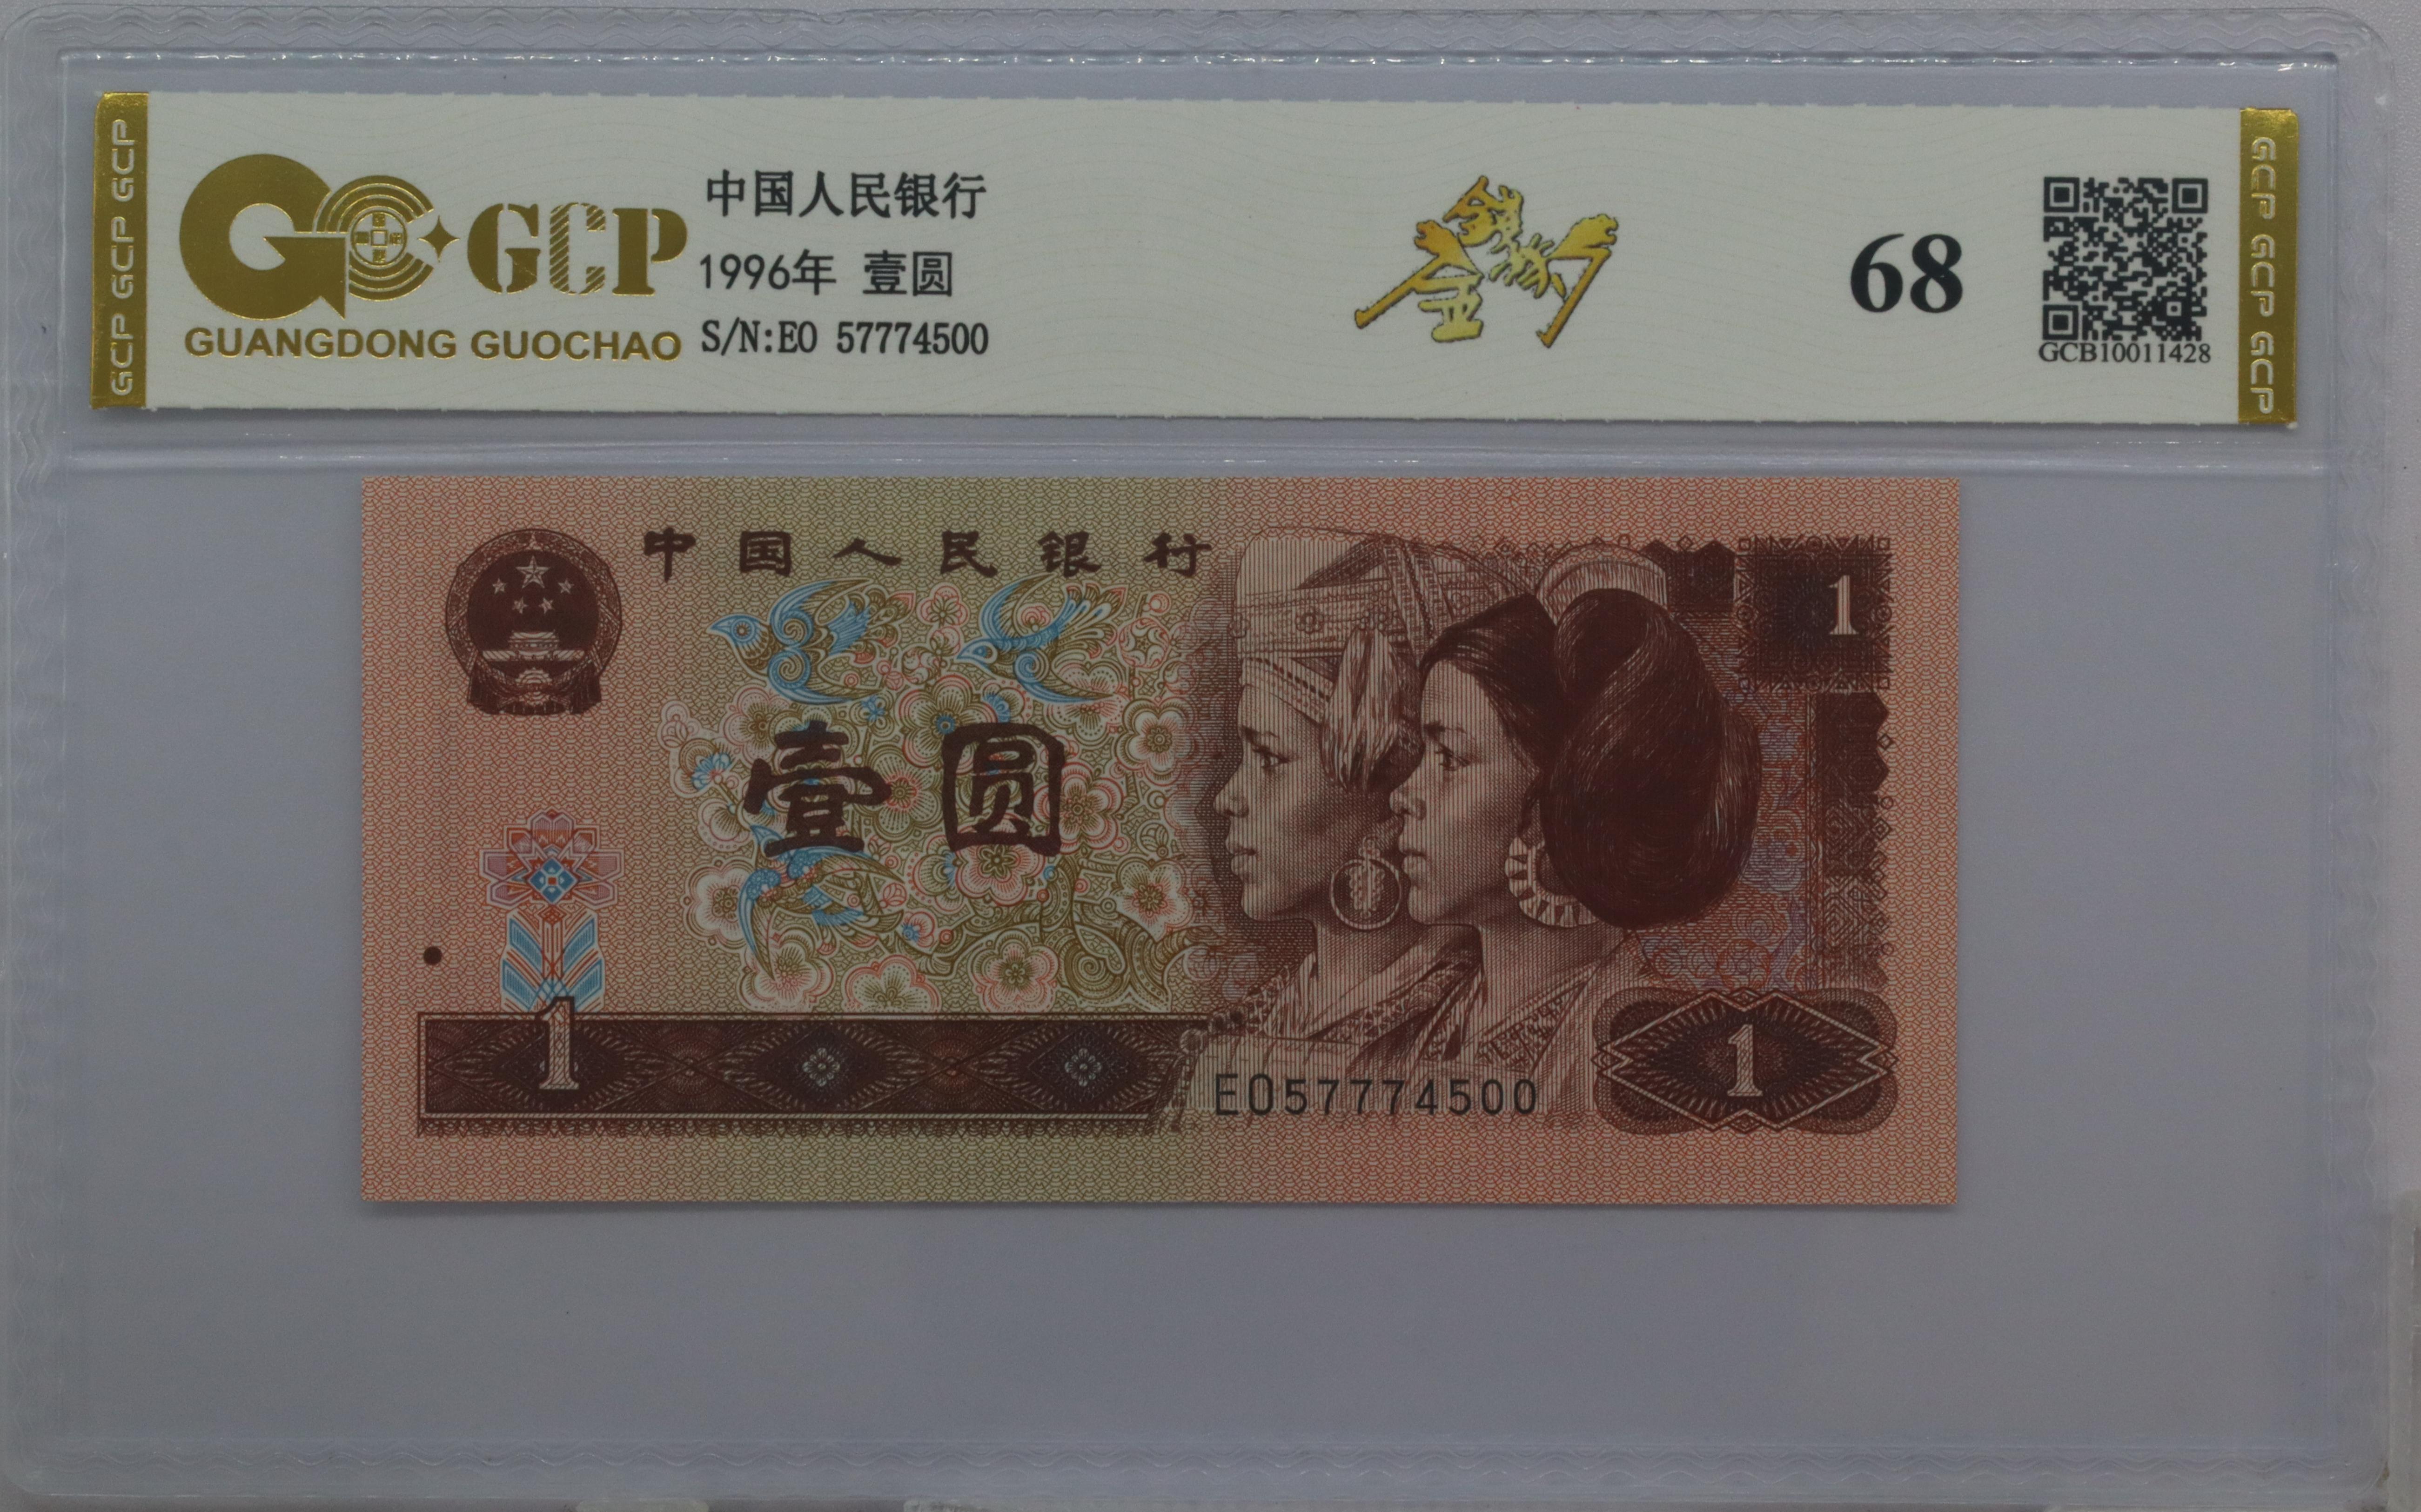 GCP GCP GCP
GCP
GUANGDONG GUOCHAO
中国人民银行
1996年 壹圆
S/N:EO 57774500
68
GCB10011428
GCP GCP GCP
中国人民银行
1
壹圆
1
EO57774500
1